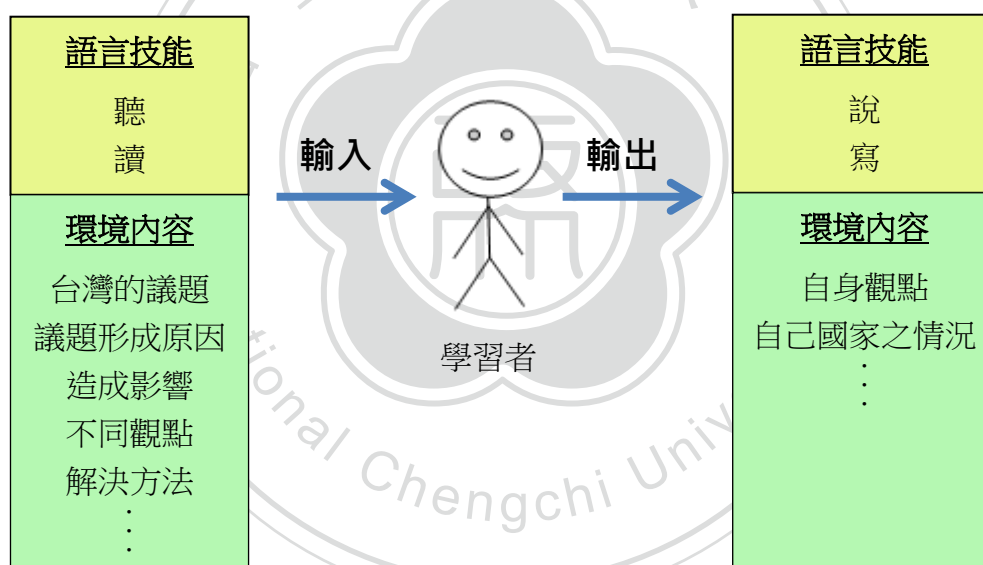 語言技能
聽
讀
環境內容
台灣的議題
議題形成原因
造成影響
不同觀點
解決方法
.
.
.
輸入
輸出
學習者
語言技能
說
寫
環境內容
自身觀點
自己國家之情況
.
.
.
政
Chengchi